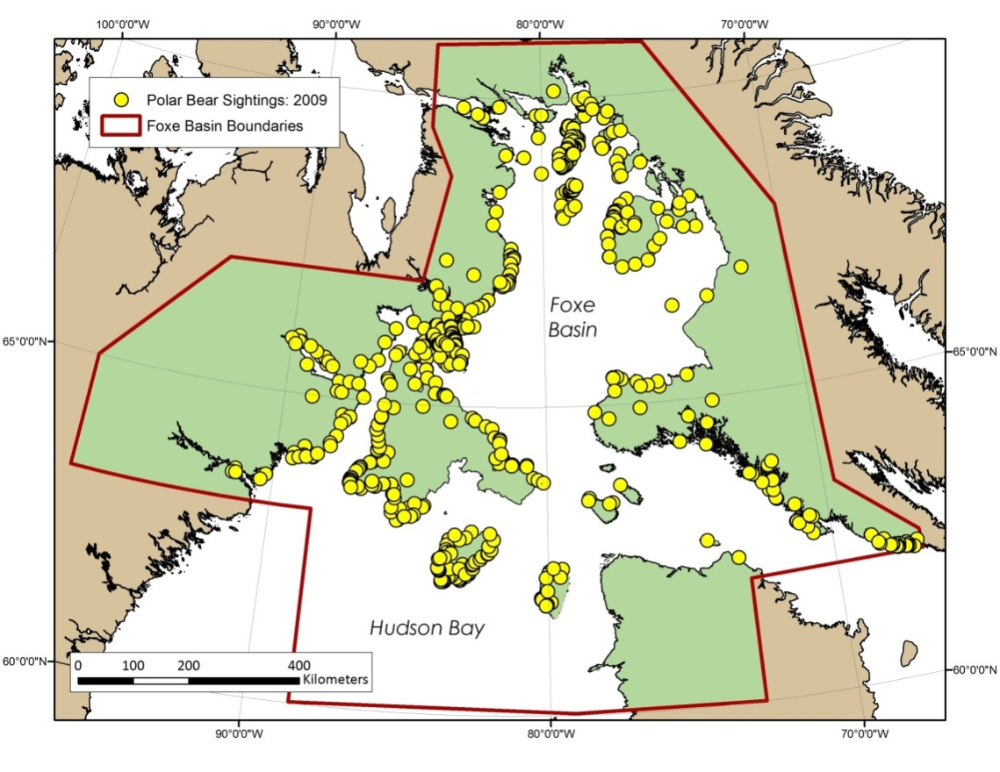 100°0'0"W 90°0'0"W 80°0'0"W 70°0'0"W
Polar Bear Sightings: 2009
Foxe Basin Boundaries
Foxe
Basin
65°0'0"N 65°0'0"N
Hudson Bay
60°0'0"N 60°0'0"N
0 100 200 400
Kilometers
90°0'0"W 80°0'0"W 70°0'0"W